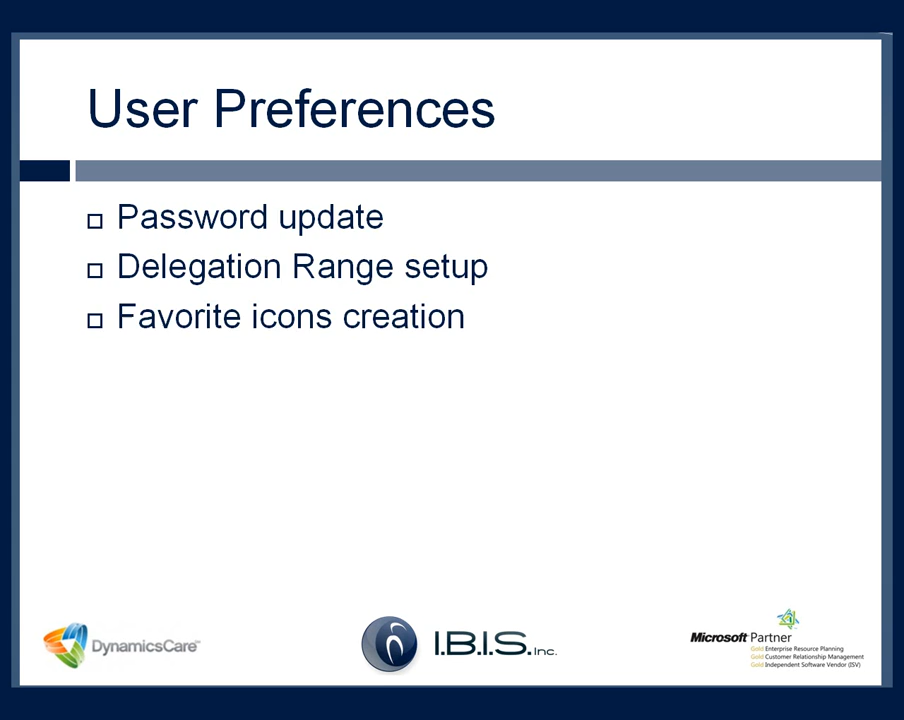 User Preferences
Password update
Delegation Range setup
Favorite icons creation
DynamicsCare
I.B.I.S. Inc.
Microsoft Partner
Gold Enterprise Resource Planning
Gold Customer Relationship Management
Gold Independent Software Vendor (ISV)